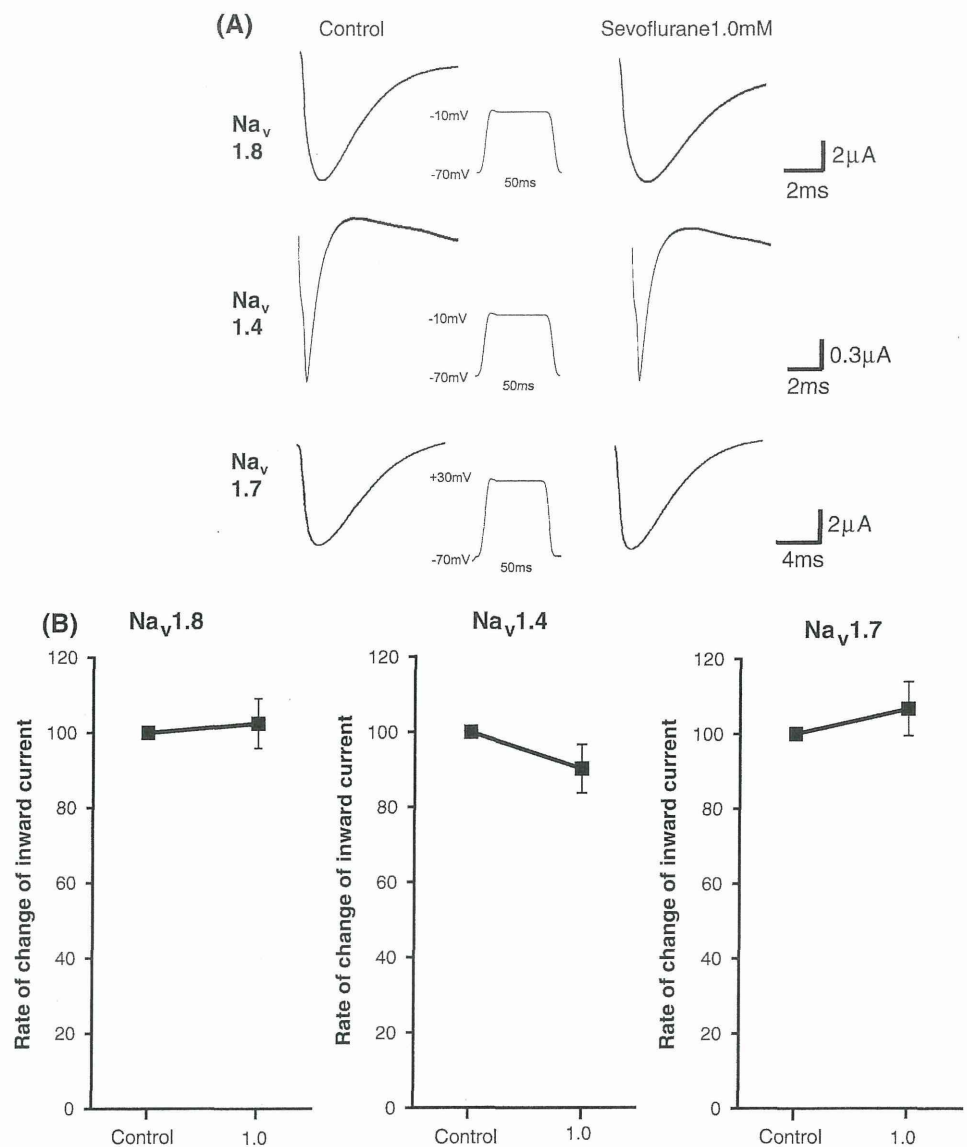 (A)
Control
Sevoflurane1.0mM
Nav
1.8
-10mV
-70mV
50ms
2μA
2ms
Nav
1.4
-10mV
-70mV
50ms
0.3μA
2ms
Nav
1.7
+30mV
-70mV
50ms
2μA
4ms
(B)
Nav1.8
Rate of change of inward current
120
100
80
60
40
20
0
Control 1.0
Nav1.4
Rate of change of inward current
120
100
80
60
40
20
0
Control 1.0
Nav1.7
Rate of change of inward current
120
100
80
60
40
20
0
Control 1.0